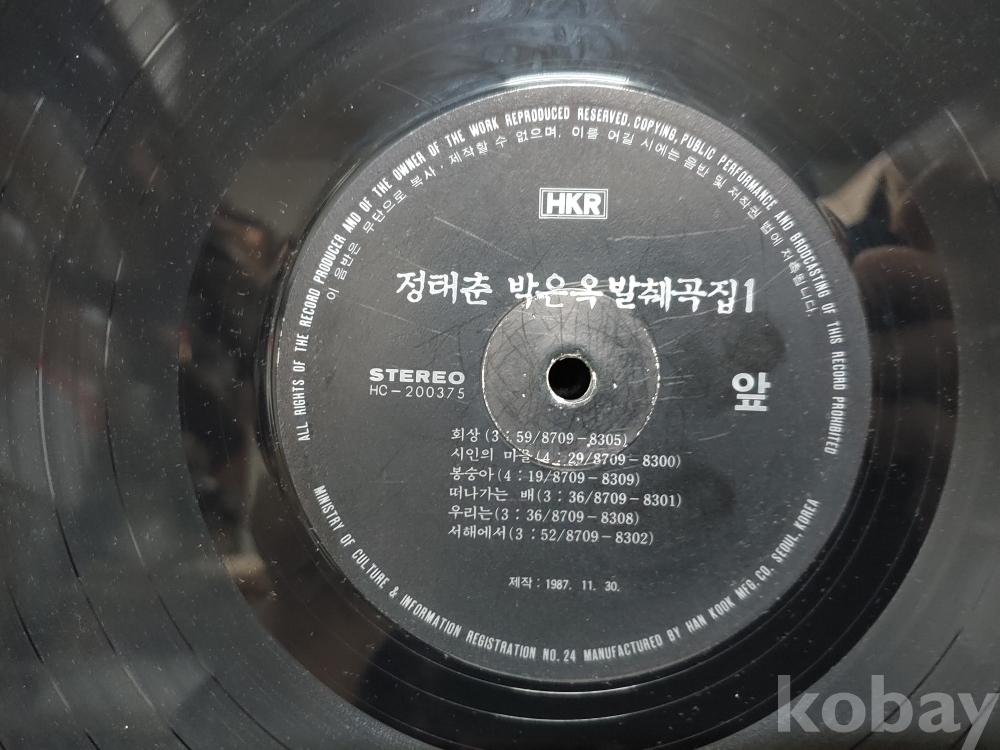 ALL RIGHTS OF THE RECORD PRODUCER AND OF THE OWNER OF THE WORK REPRODUCED RESERVED. COPYING, PUBLIC PERFORMANCE AND BRODCASTING OF THIS RECORD PROHIBITED
이 음반은 무단으로 복사, 제작할 수 없으며, 이를 어길 시에는 음반 및 저작권 법에 저촉됩니다.
HKR
정태춘 박은옥발췌곡집1
STEREO
HC-200375
앞
회상(3:59/8709-8305)
시인의 마을(4:29/8709-8300)
봉숭아(4:19/8709-8309)
떠나가는 배(3:36/8709-8301)
우리는(3:36/8709-8308)
서해에서(3:52/8709-8302)
제작: 1987. 11. 30.
MINISTRY OF CULTURE & INFORMATION REGISTRATION NO. 24 MANUFACTURED BY HAN KOOK MFG. CO. SEOUL, KOREA
kobay